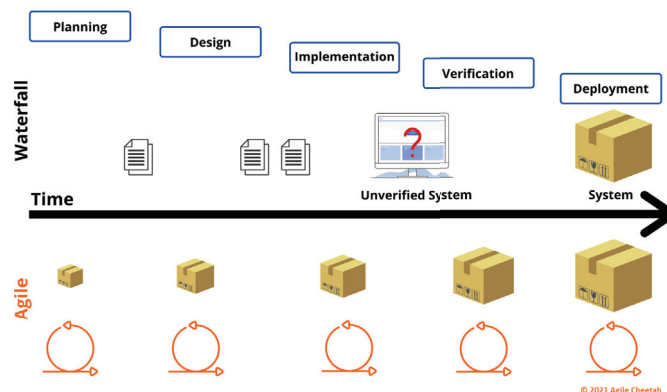 Planning
Design
Implementation
Verification
Deployment
Waterfall
?
Unverified System
System
Time
Agile
© 2021 Agile Cheetah